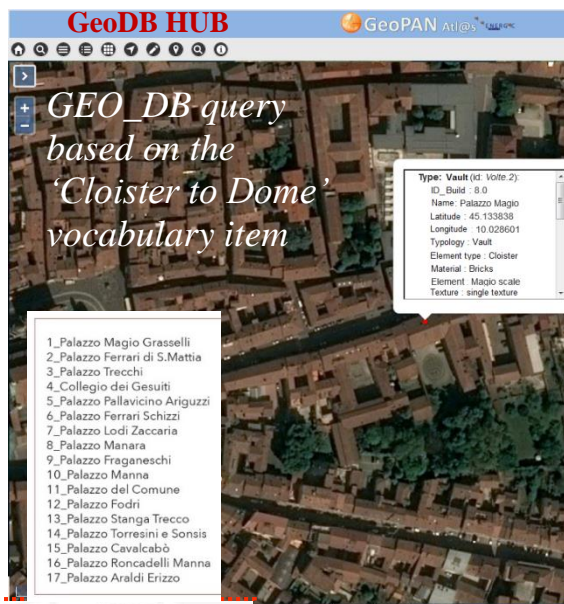 GeoDB HUB
GeoPAN Atl@s ENERGIC
GEO_DB query
based on the
‘Cloister to Dome’
vocabulary item
Type: Vault (id: Volte.2):
ID_Build : 8.0
Name: Palazzo Magio
Latitude : 45.133838
Longitude : 10.028601
Typology : Vault
Element type : Cloister
Material : Bricks
Element : Magio scale
Texture : single texture
1_Palazzo Magio Grasselli
2_Palazzo Ferrari di S.Mattia
3_Palazzo Trecchi
4_Collegio dei Gesuiti
5_Palazzo Pallavicino Ariguzzi
6_Palazzo Ferrari Schizzi
7_Palazzo Lodi Zaccaria
8_Palazzo Manara
9_Palazzo Fraganeschi
10_Palazzo Manna
11_Palazzo del Comune
12_Palazzo Fodri
13_Palazzo Stanga Trecco
14_Palazzo Torresini e Sonsis
15_Palazzo Cavalcabò
16_Palazzo Roncadelli Manna
17_Palazzo Araldi Erizzo